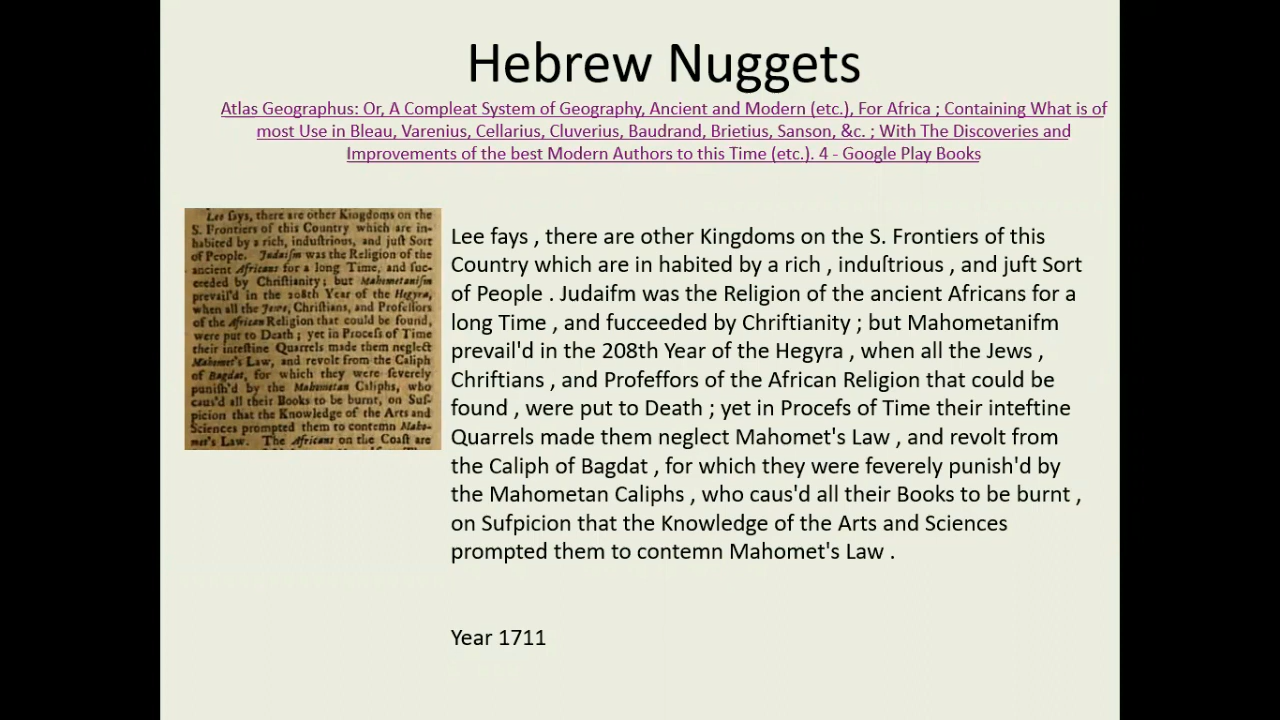 Hebrew Nuggets
Atlas Geographus: Or, A Compleat System of Geography, Ancient and Modern (etc.), For Africa ; Containing What is of
most Use in Bleau, Varenius, Cellarius, Cluverius, Baudrand, Brietius, Sanson, &c. ; With The Discoveries and
Improvements of the best Modern Authors to this Time (etc.). 4 - Google Play Books
Lee ſays, there are other Kingdoms on the
S. Frontiers of this Country which are in-
habited by a rich, induſtrious, and juſt Sort
of People. Judaiſm was the Religion of the
ancient Africans for a long Time, and ſuc-
ceeded by Chriſtianity; but Mahometaniſm
prevail'd in the 208th Year of the Hegyra,
when all the Jews, Chriſtians, and Profeſſors
of the African Religion that could be found,
were put to Death; yet in Proceſs of Time
their inteſtine Quarrels made them neglect
Mahomet's Law, and revolt from the Caliph
of Bagdat, for which they were ſeverely
puniſh'd by the Mahometan Caliphs, who
caus'd all their Books to be burnt, on Suſ-
picion that the Knowledge of the Arts and
Sciences prompted them to contemn Maho-
met's Law. The Africans on the Coaſt are
Lee fays , there are other Kingdoms on the S. Frontiers of this
Country which are in habited by a rich , induſtrious , and juft Sort
of People . Judaifm was the Religion of the ancient Africans for a
long Time , and fucceeded by Chriftianity ; but Mahometanifm
prevail'd in the 208th Year of the Hegyra , when all the Jews ,
Chriftians , and Profeffors of the African Religion that could be
found , were put to Death ; yet in Procefs of Time their inteftine
Quarrels made them neglect Mahomet's Law , and revolt from
the Caliph of Bagdat , for which they were feverely punish'd by
the Mahometan Caliphs , who caus'd all their Books to be burnt ,
on Sufpicion that the Knowledge of the Arts and Sciences
prompted them to contemn Mahomet's Law .
Year 1711